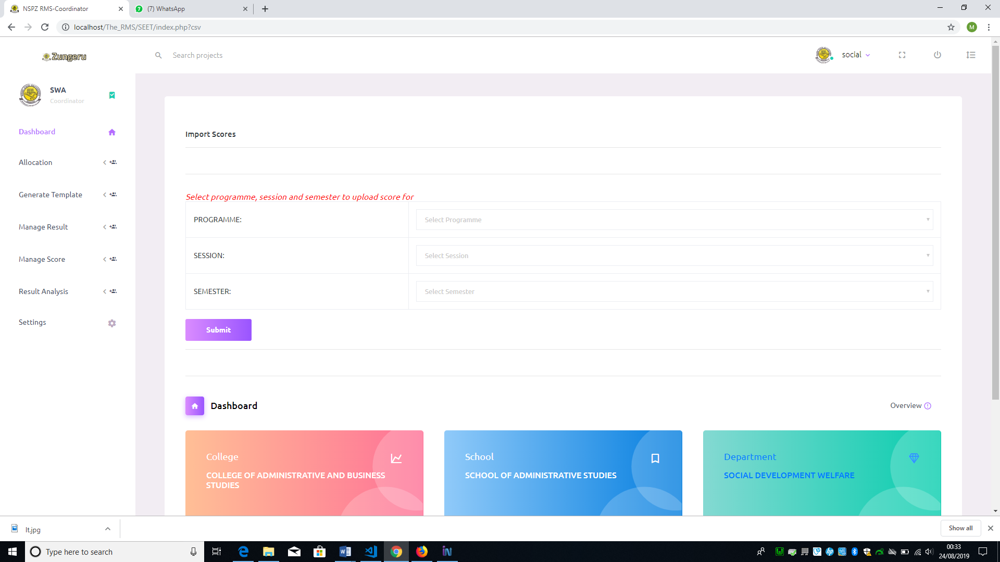 NSPZ RMS-Coordinator
7 (7) WhatsApp
localhost/The_RMS/SEET/index.php?csv
M
Zungeru
Search projects
social
SWA
Coordinator
Dashboard
Allocation
Generate Template
Manage Result
Manage Score
Result Analysis
Settings
Import Scores
Select programme, session and semester to upload score for
PROGRAMME:
Select Programme
SESSION:
Select Session
SEMESTER:
Select Semester
Submit
Dashboard
Overview
College
COLLEGE OF ADMINISTRATIVE AND BUSINESS
STUDIES
School
SCHOOL OF ADMINISTRATIVE STUDIES
Department
SOCIAL DEVELOPMENT WELFARE
lt.jpg
Show all
Type here to search
00:33
24/08/2019